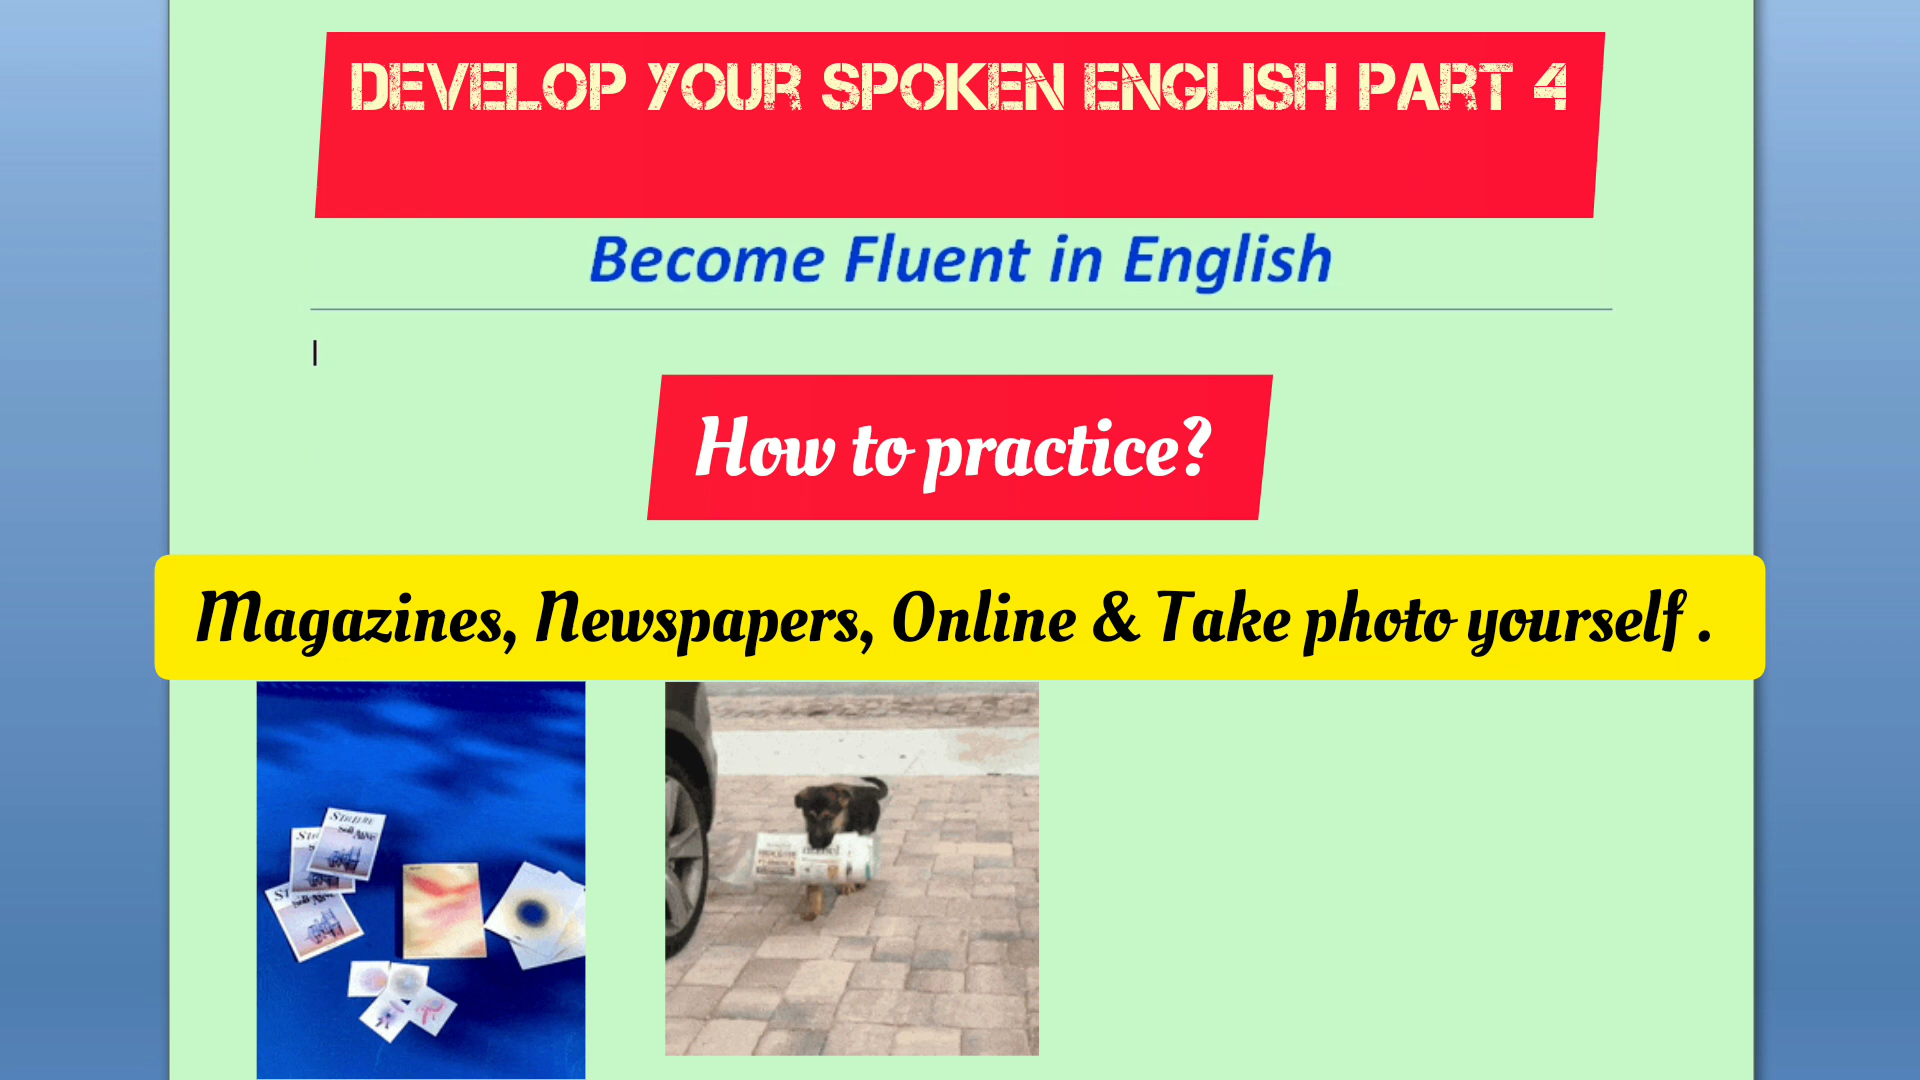 DEVELOP YOUR SPOKEN ENGLISH PART 4
Become Fluent in English
How to practice?
Magazines, Newspapers, Online & Take photo yourself .